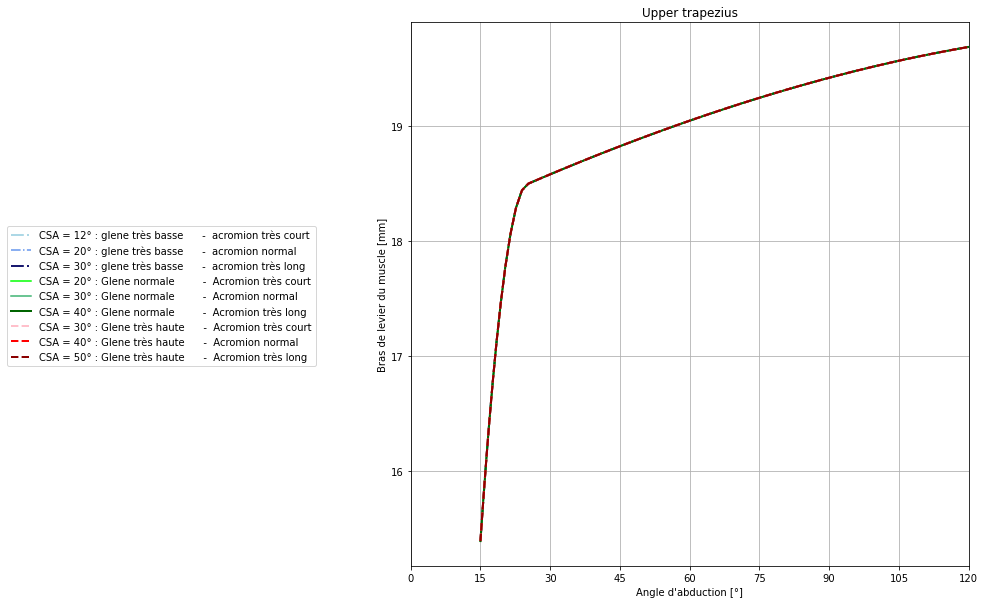 Upper trapezius
19
18
17
16
Bras de levier du muscle [mm]
CSA = 12° : glene très basse - acromion très court
CSA = 20° : glene très basse - acromion normal
CSA = 30° : glene très basse - acromion très long
CSA = 20° : Glene normale - Acromion très court
CSA = 30° : Glene normale - Acromion normal
CSA = 40° : Glene normale - Acromion très long
CSA = 30° : Glene très haute - Acromion très court
CSA = 40° : Glene très haute - Acromion normal
CSA = 50° : Glene très haute - Acromion très long
0 15 30 45 60 75 90 105 120
Angle d'abduction [°]